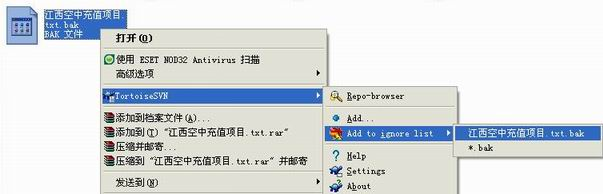 江西空中充值项目.
txt.bak
BAK 文件
打开(O)
使用 ESET NOD32 Antivirus 扫描
高级选项
TortoiseSVN
添加到档案文件(A)...
添加到(T) "江西空中充值项目.txt.rar"
压缩并邮寄...
压缩到 "江西空中充值项目.txt.rar" 并邮寄
发送到(N)
Repo-browser
Add...
Add to ignore list
Help
Settings
About
江西空中充值项目.txt.bak
*.bak